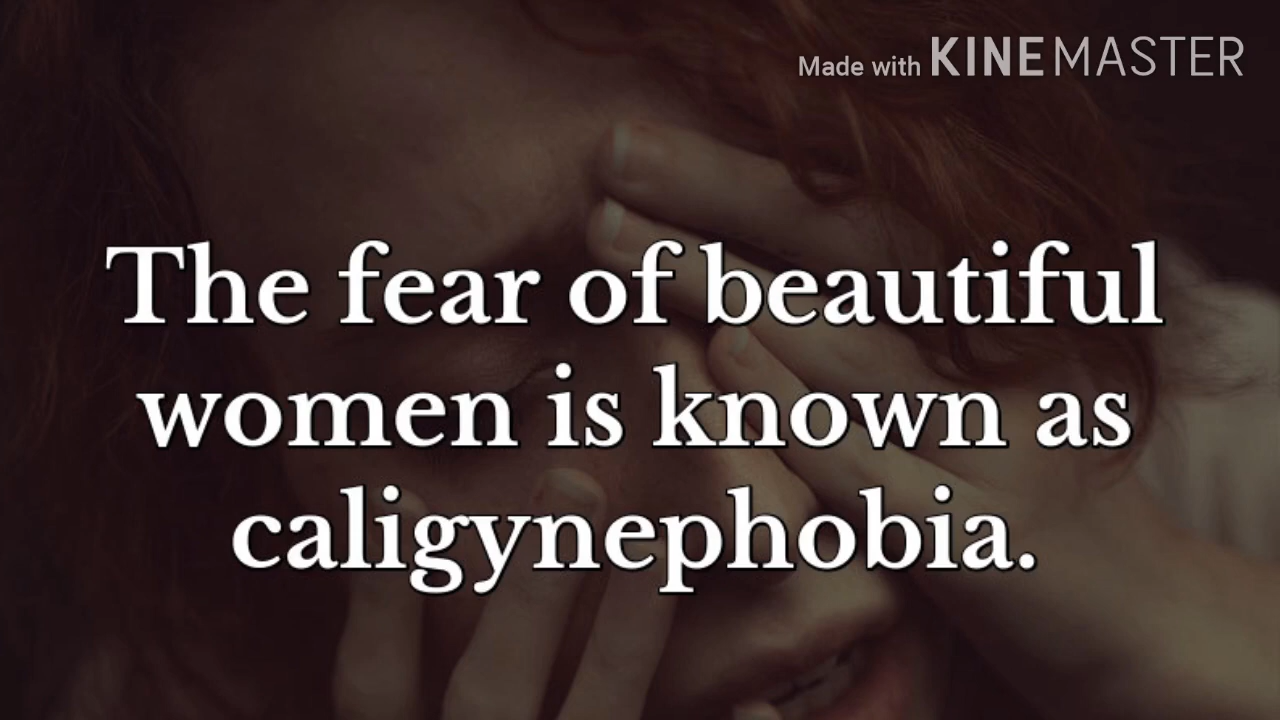 Made with KINEMASTER
The fear of beautiful
women is known as
caligynephobia.